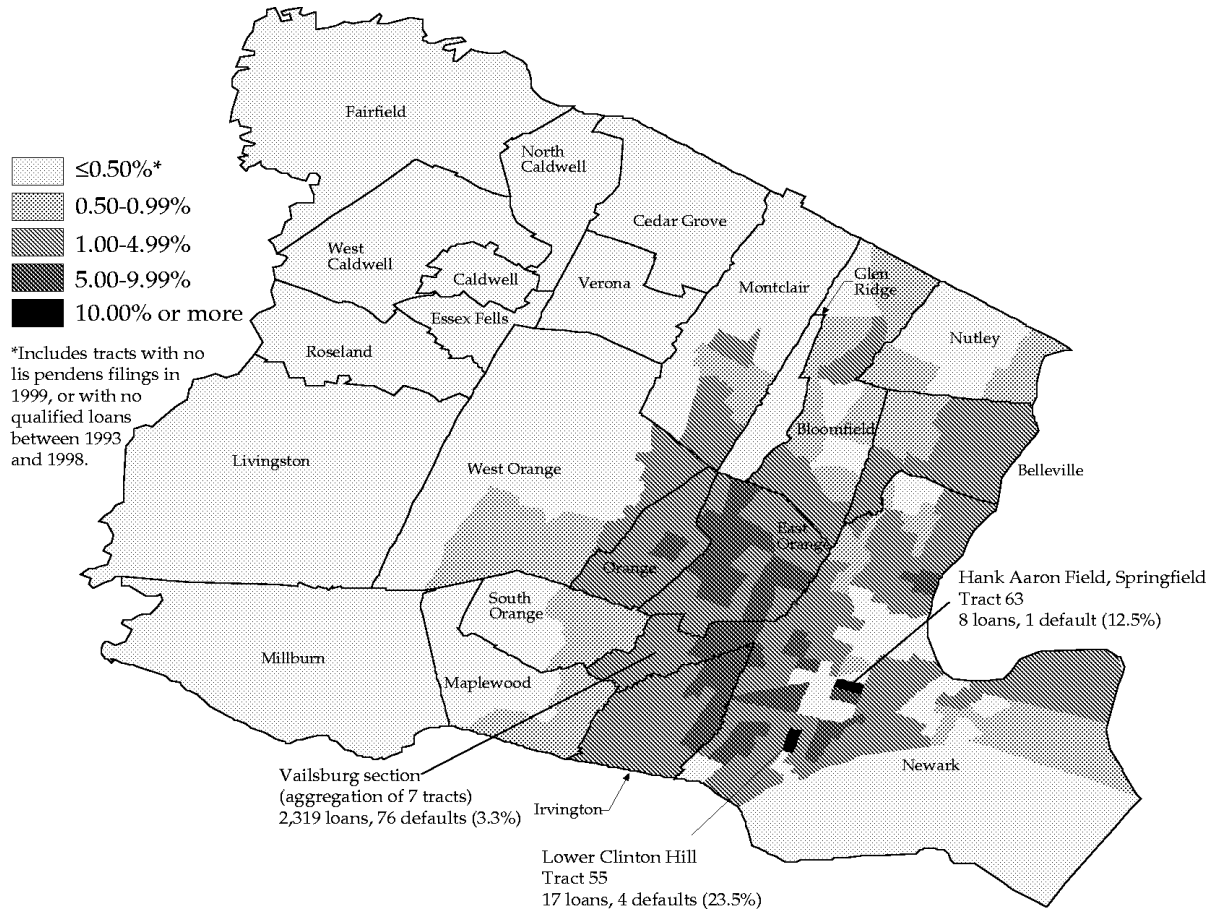 Fairfield
North
Caldwell
≤0.50%*
0.50-0.99%
1.00-4.99%
5.00-9.99%
10.00% or more
*Includes tracts with no
lis pendens filings in
1999, or with no
qualified loans
between 1993
and 1998.
Cedar Grove
West
Caldwell
Caldwell
Verona
Montclair
Glen
Ridge
Essex Fells
Nutley
Roseland
Bloomfield
Livingston
West Orange
Belleville
East
Orange
Orange
Hank Aaron Field, Springfield
Tract 63
8 loans, 1 default (12.5%)
South
Orange
Millburn
Maplewood
Newark
Vailsburg section
(aggregation of 7 tracts)
2,319 loans, 76 defaults (3.3%)
Irvington
Lower Clinton Hill
Tract 55
17 loans, 4 defaults (23.5%)